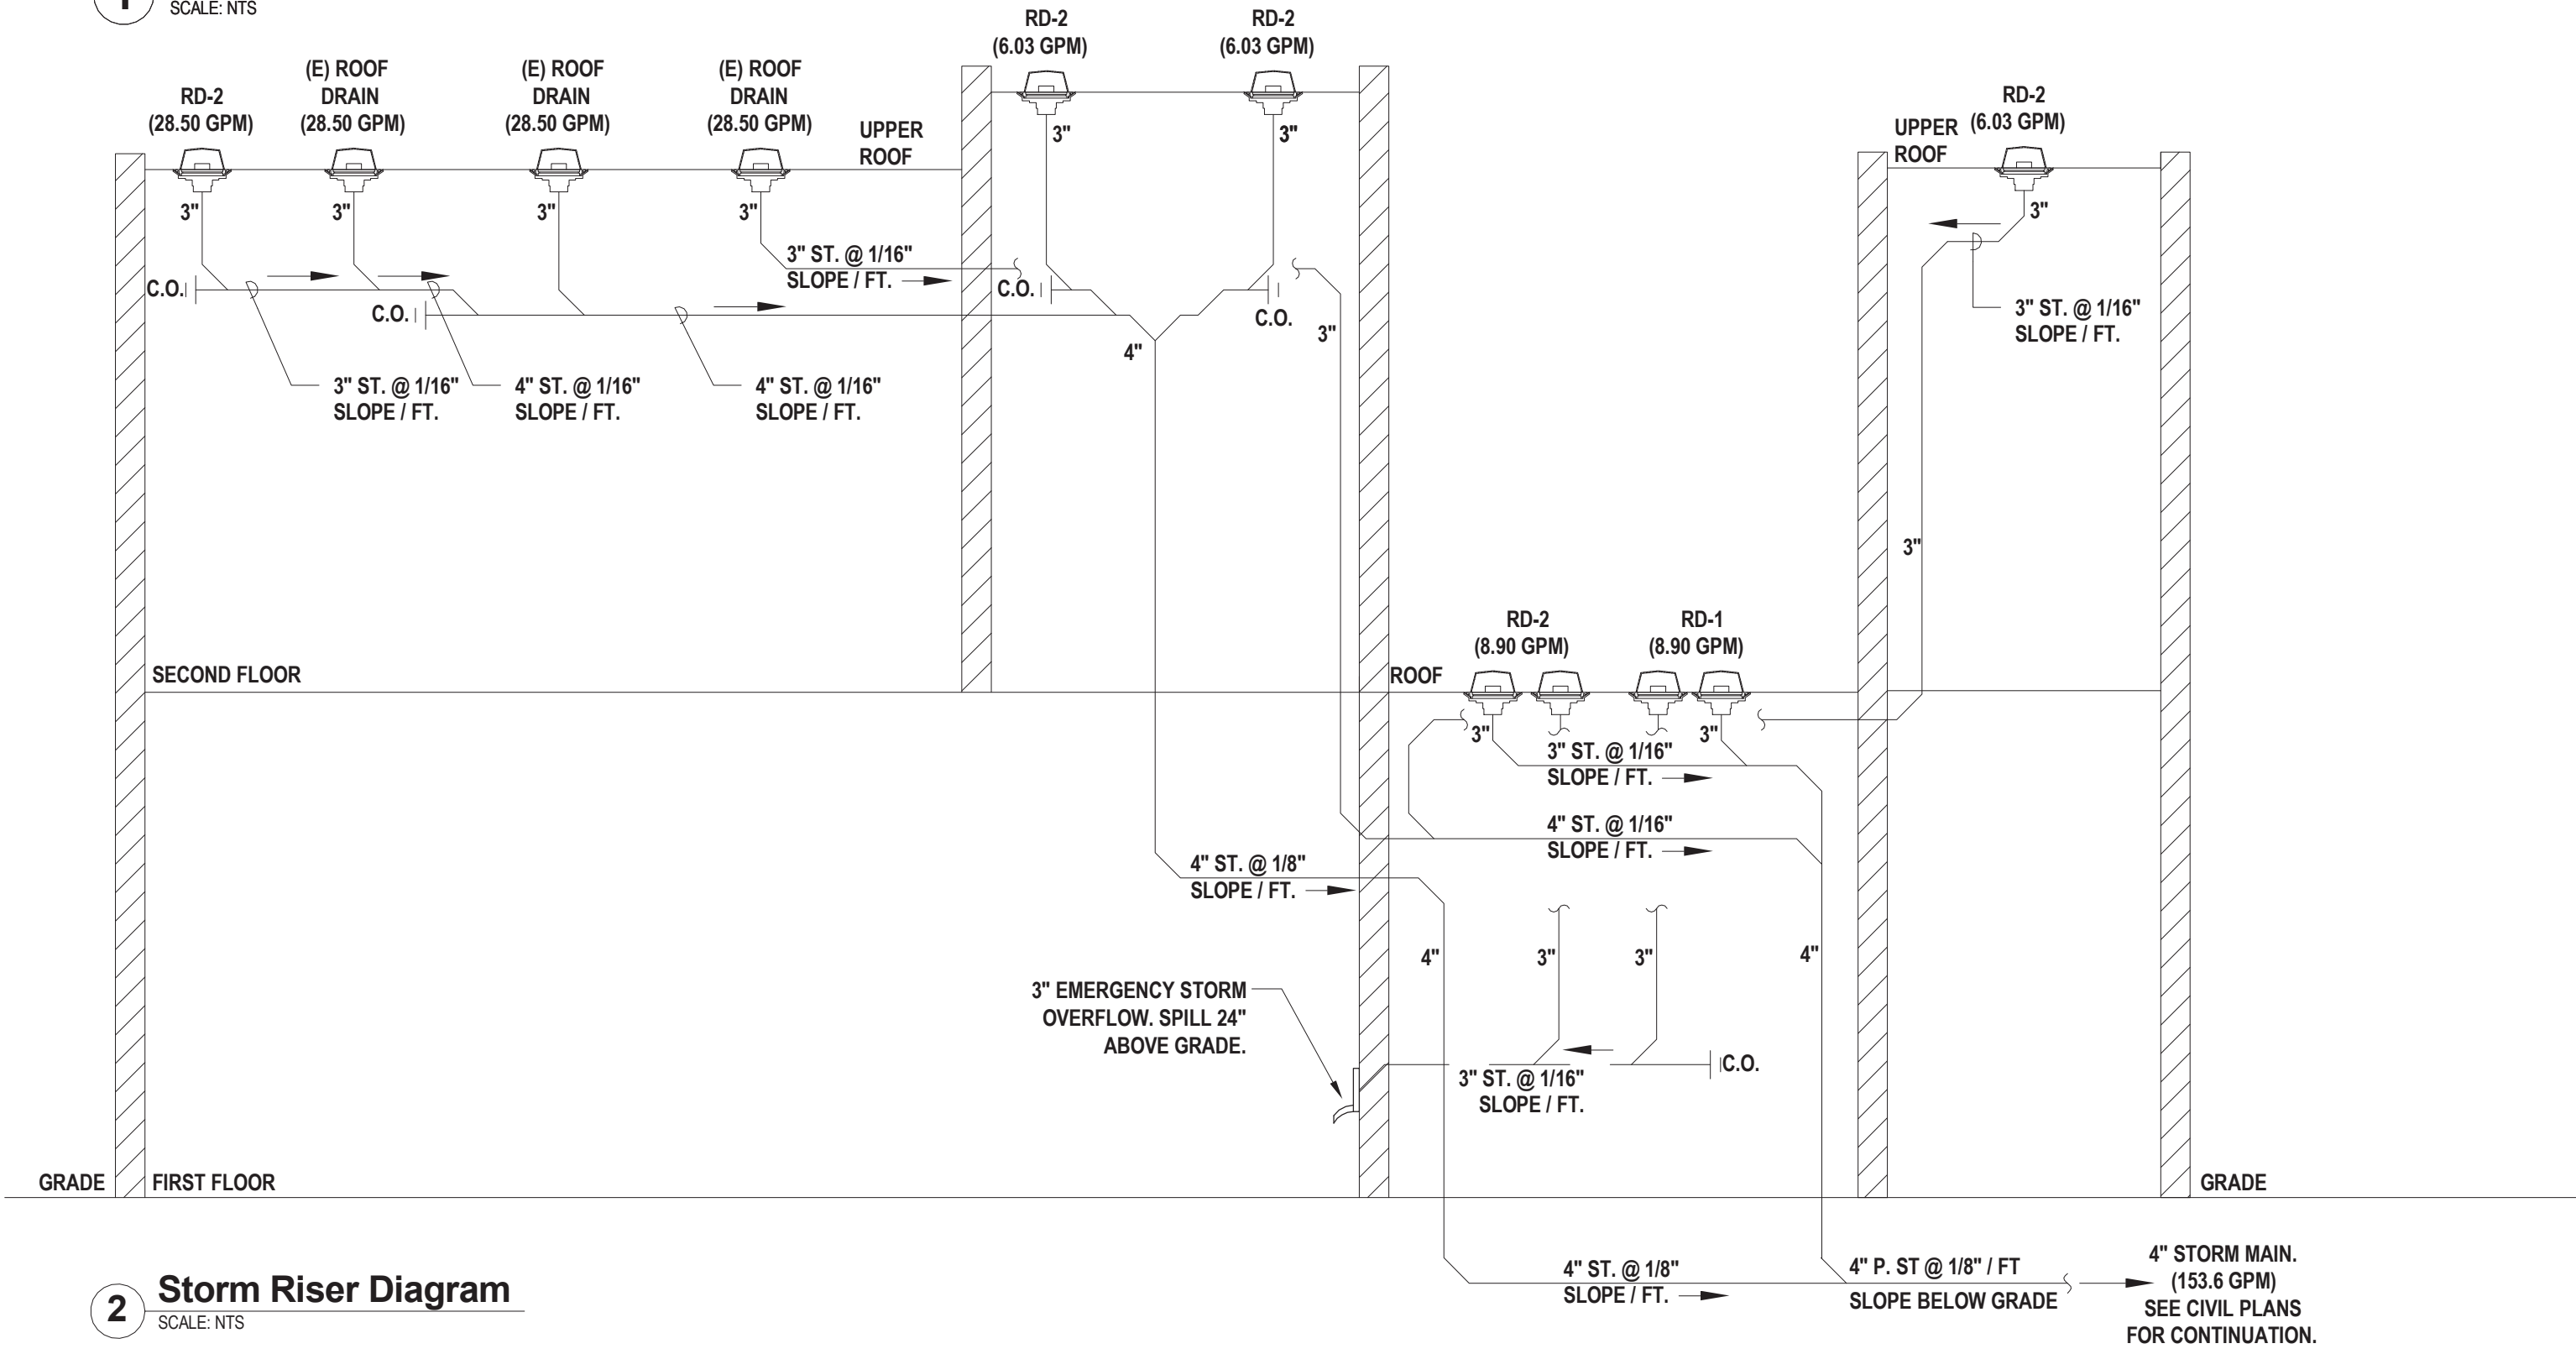 1
SCALE: NTS
RD-2
(6.03 GPM)
RD-2
(6.03 GPM)
RD-2
(28.50 GPM)
(E) ROOF
DRAIN
(28.50 GPM)
(E) ROOF
DRAIN
(28.50 GPM)
(E) ROOF
DRAIN
(28.50 GPM)
UPPER
ROOF
UPPER
ROOF
RD-2
(6.03 GPM)
3"
3"
3"
3"
3"
3"
3"
3" ST. @ 1/16"
SLOPE / FT.
C.O.
C.O.
C.O.
C.O.
3"
4"
3" ST. @ 1/16"
SLOPE / FT.
3" ST. @ 1/16"
SLOPE / FT.
4" ST. @ 1/16"
SLOPE / FT.
4" ST. @ 1/16"
SLOPE / FT.
3"
RD-2
(8.90 GPM)
RD-1
(8.90 GPM)
SECOND FLOOR
ROOF
3"
3"
3" ST. @ 1/16"
SLOPE / FT.
4" ST. @ 1/16"
SLOPE / FT.
4" ST. @ 1/8"
SLOPE / FT.
4"
3"
3"
4"
3" EMERGENCY STORM
OVERFLOW. SPILL 24"
ABOVE GRADE.
C.O.
3" ST. @ 1/16"
SLOPE / FT.
GRADE
FIRST FLOOR
GRADE
4" ST. @ 1/8"
SLOPE / FT.
4" P. ST @ 1/8" / FT
SLOPE BELOW GRADE
4" STORM MAIN.
(153.6 GPM)
SEE CIVIL PLANS
FOR CONTINUATION.
2
Storm Riser Diagram
SCALE: NTS